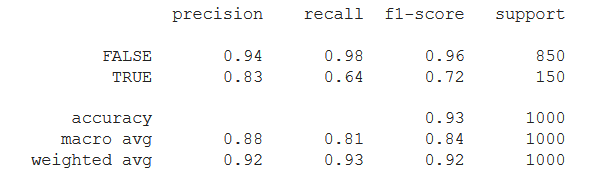 precision recall f1-score support
FALSE 0.94 0.98 0.96 850
TRUE 0.83 0.64 0.72 150
accuracy 0.93 1000
macro avg 0.88 0.81 0.84 1000
weighted avg 0.92 0.93 0.92 1000